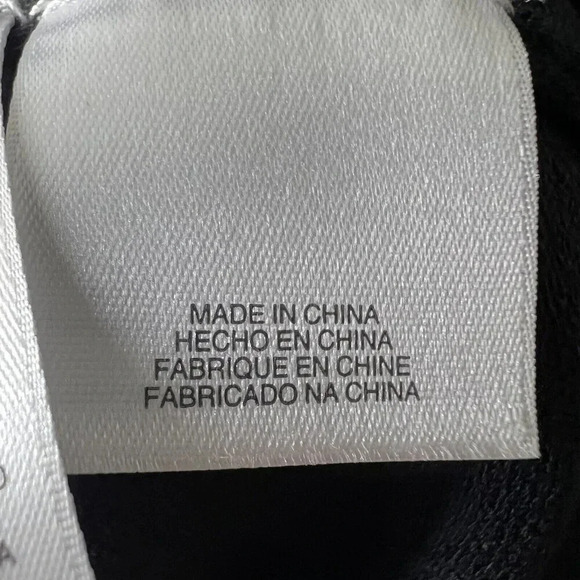 MADE IN CHINA
HECHO EN CHINA
FABRIQUE EN CHINE
FABRICADO NA CHINA